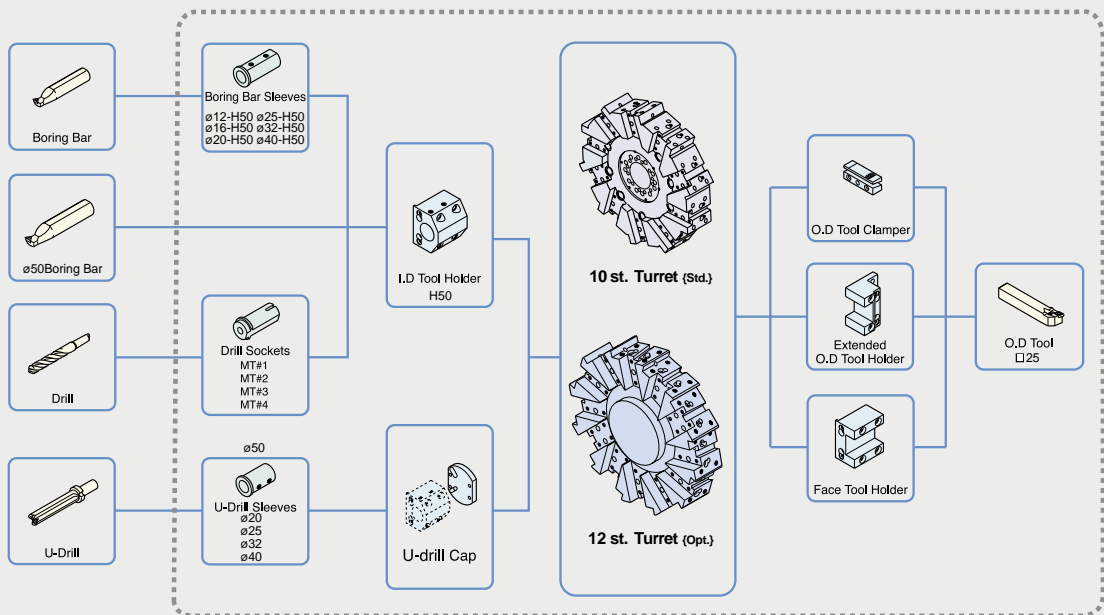 Boring Bar
Boring Bar Sleeves
ø12-H50 ø25-H50
ø16-H50 ø32-H50
ø20-H50 ø40-H50
ø50Boring Bar
I.D Tool Holder
H50
Drill
Drill Sockets
MT#1
MT#2
MT#3
MT#4
U-Drill
ø50
U-Drill Sleeves
ø20
ø25
ø32
ø40
U-drill Cap
10 st. Turret {Std.}
12 st. Turret {Opt.}
O.D Tool Clamper
Extended
O.D Tool Holder
Face Tool Holder
O.D Tool
□25